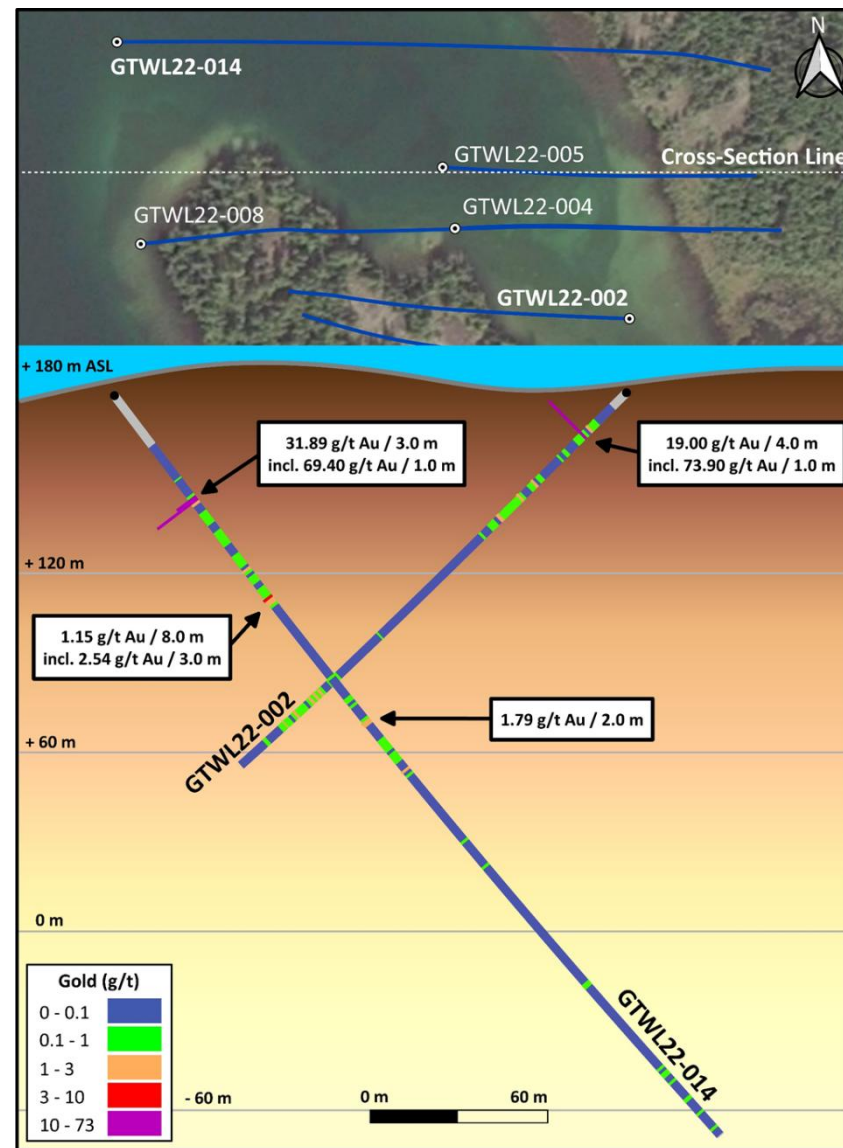 N
GTWL22-014
GTWL22-005
Cross-Section Line
GTWL22-008
GTWL22-004
GTWL22-002
+ 180 m ASL
31.89 g/t Au / 3.0 m
incl. 69.40 g/t Au / 1.0 m
19.00 g/t Au / 4.0 m
incl. 73.90 g/t Au / 1.0 m
+ 120 m
1.15 g/t Au / 8.0 m
incl. 2.54 g/t Au / 3.0 m
GTWL22-002
1.79 g/t Au / 2.0 m
+ 60 m
0 m
Gold (g/t)
0 - 0.1
0.1 - 1
1 - 3
3 - 10
10 - 73
GTWL22-014
- 60 m
0 m
60 m